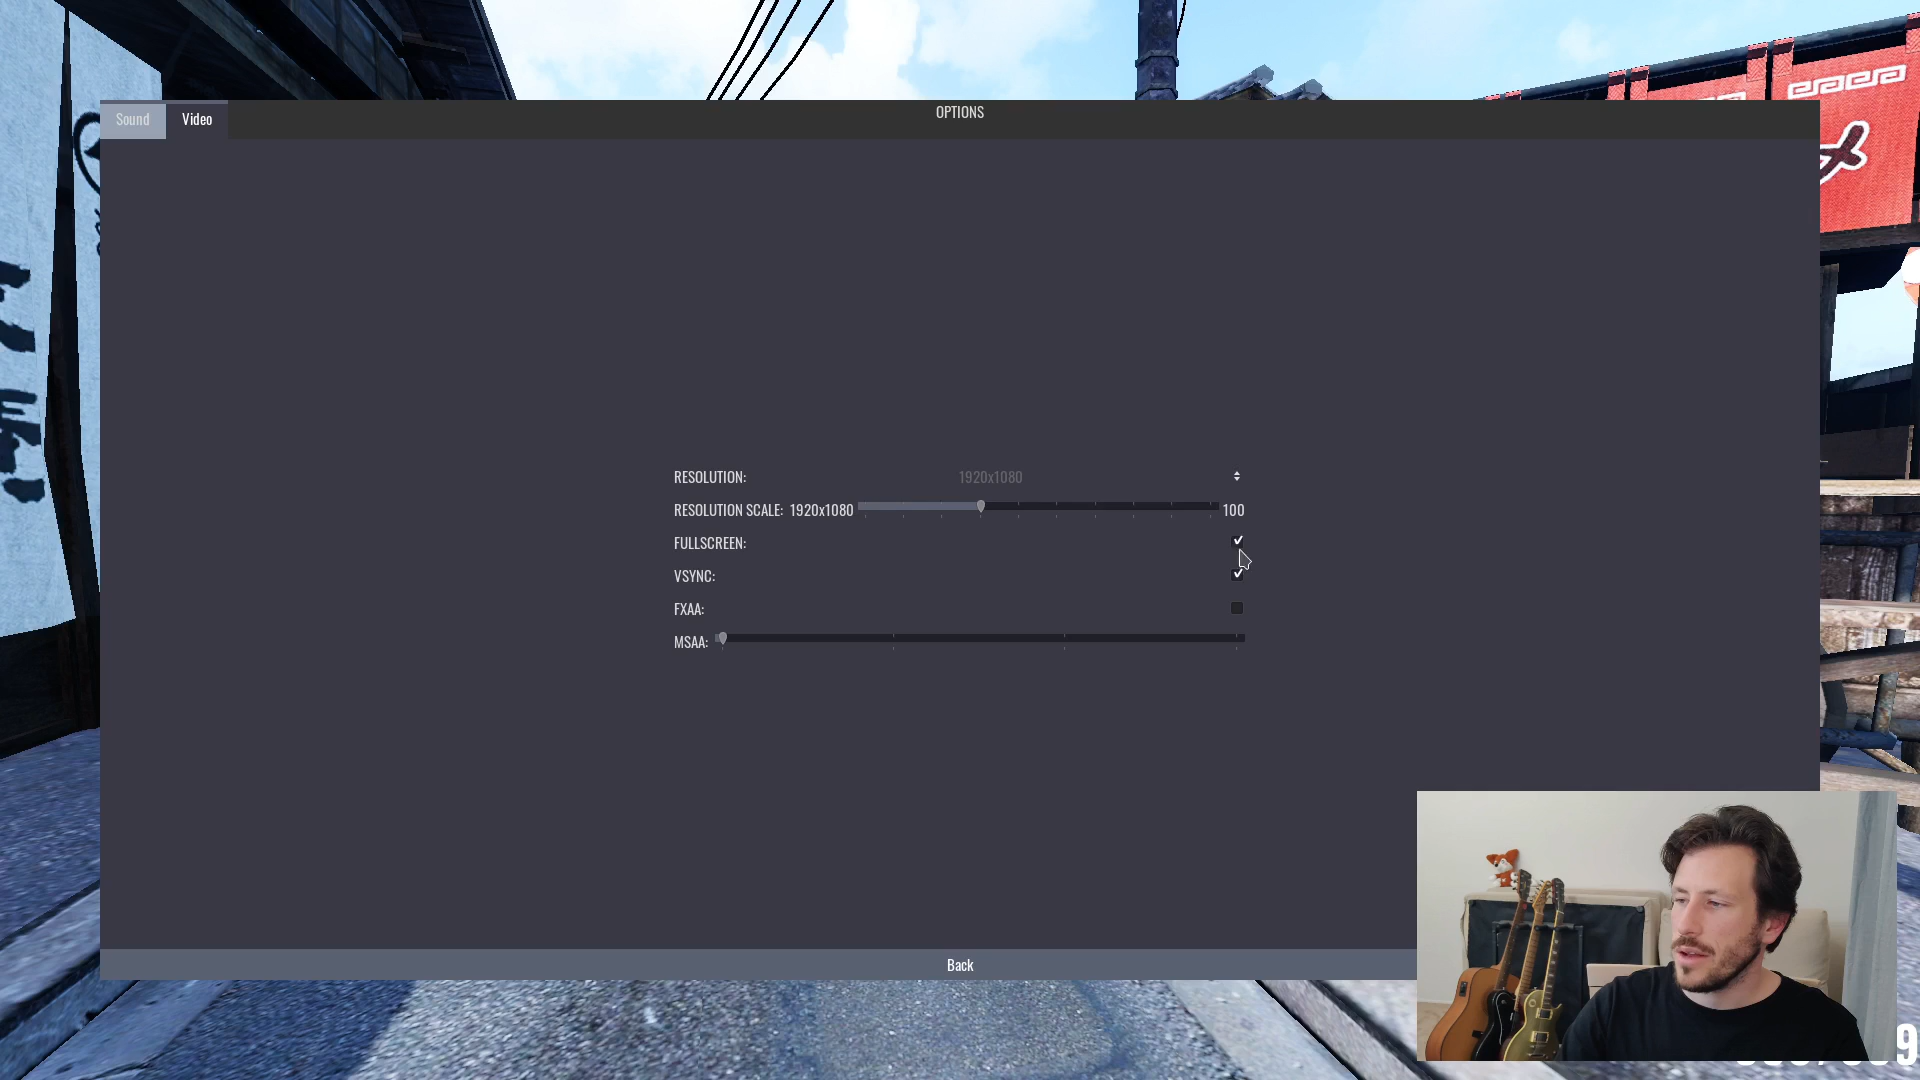 Sound
Video
OPTIONS
RESOLUTION: 1920x1080
RESOLUTION SCALE: 1920x1080 100
FULLSCREEN:
VSYNC:
FXAA:
MSAA:
Back